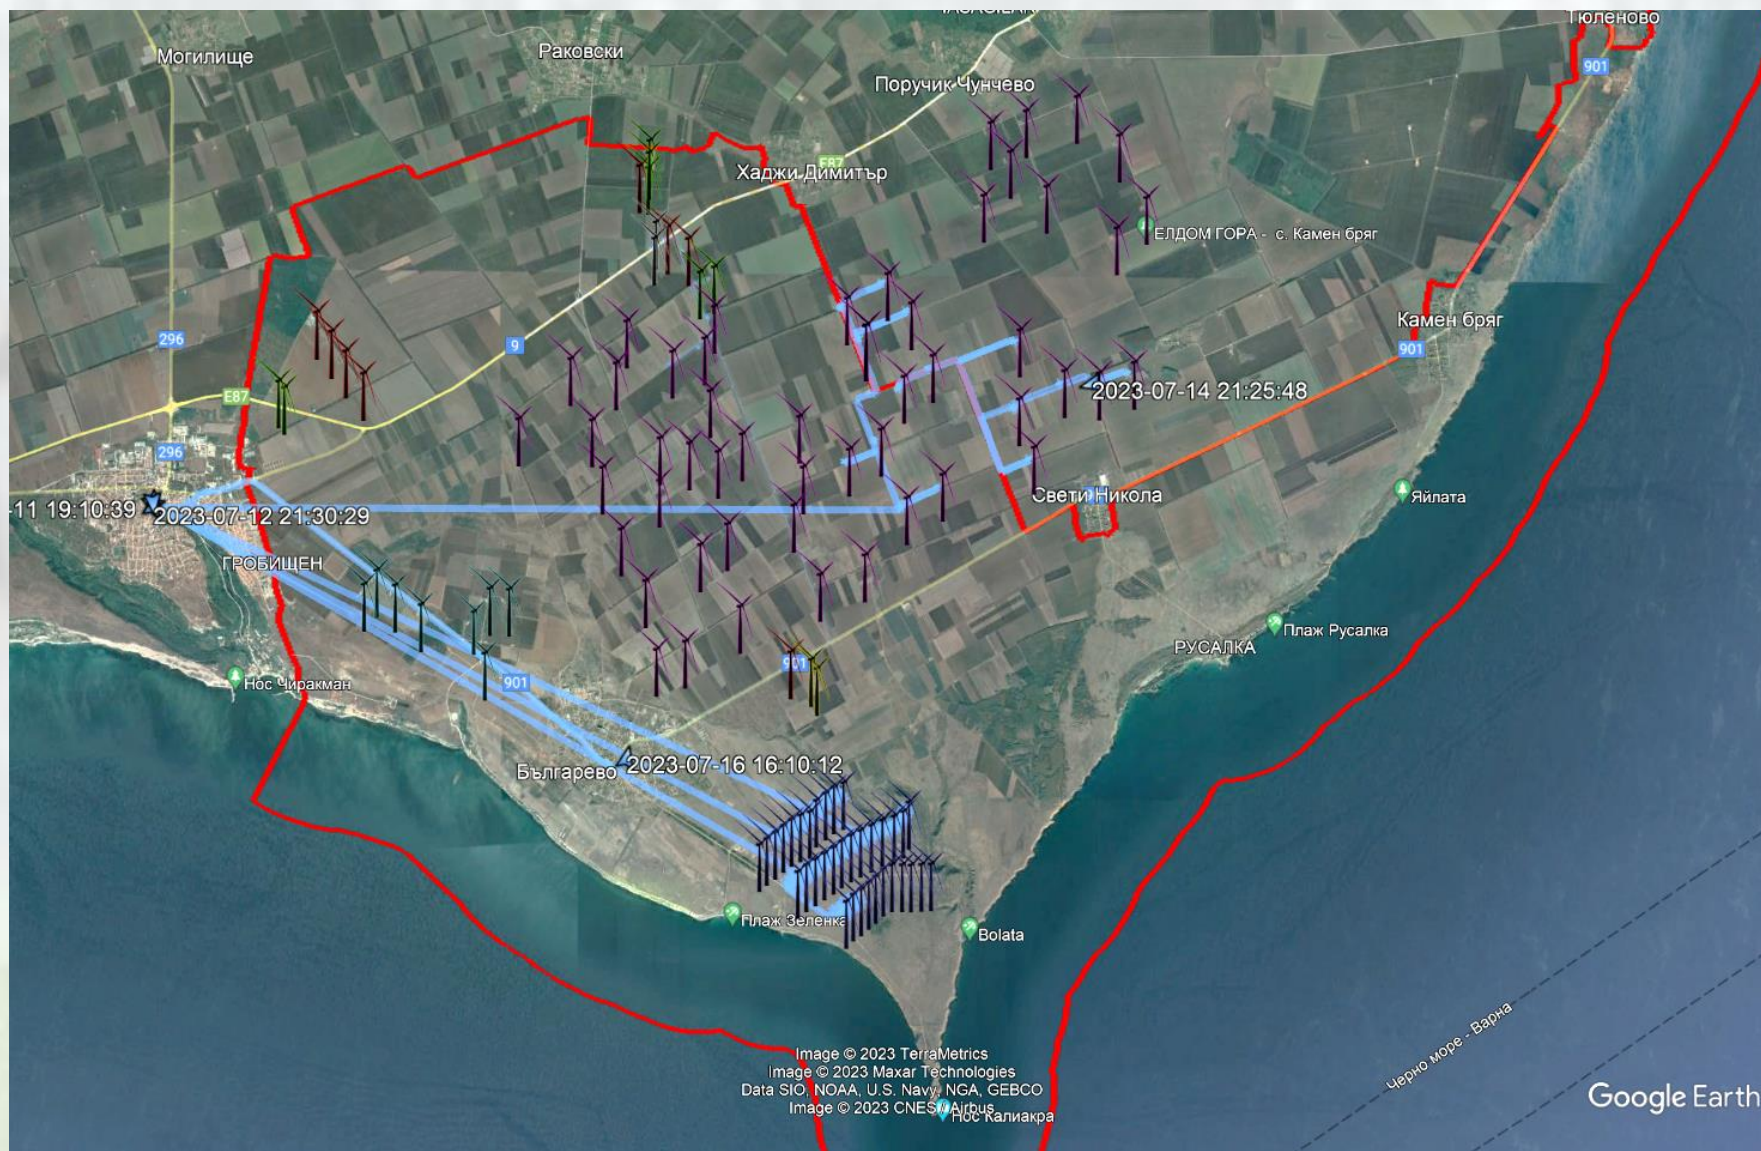 Тюленово
Могилище
Раковски
901
Поручик Чунчево
E87
Хаджи Димитър
ЕЛДОМ ГОРА - с. Камен бряг
296
9
Камен бряг
901
2023-07-14 21:25:48
E87
296
Свети Никола
Яйлата
-11 19:10:39
2023-07-12 21:30:29
ГРОБИЩЕН
Плаж Русалка
РУСАЛКА
901
Нос Чиракман
901
Българево
2023-07-16 16:10:12
Плаж Зеленка
Bolata
Черно море - Варна
Image © 2023 TerraMetrics
Image © 2023 Maxar Technologies
Data SIO, NOAA, U.S. Navy, NGA, GEBCO
Image © 2023 CNES / Airbus
Нос Калиакра
Google Earth